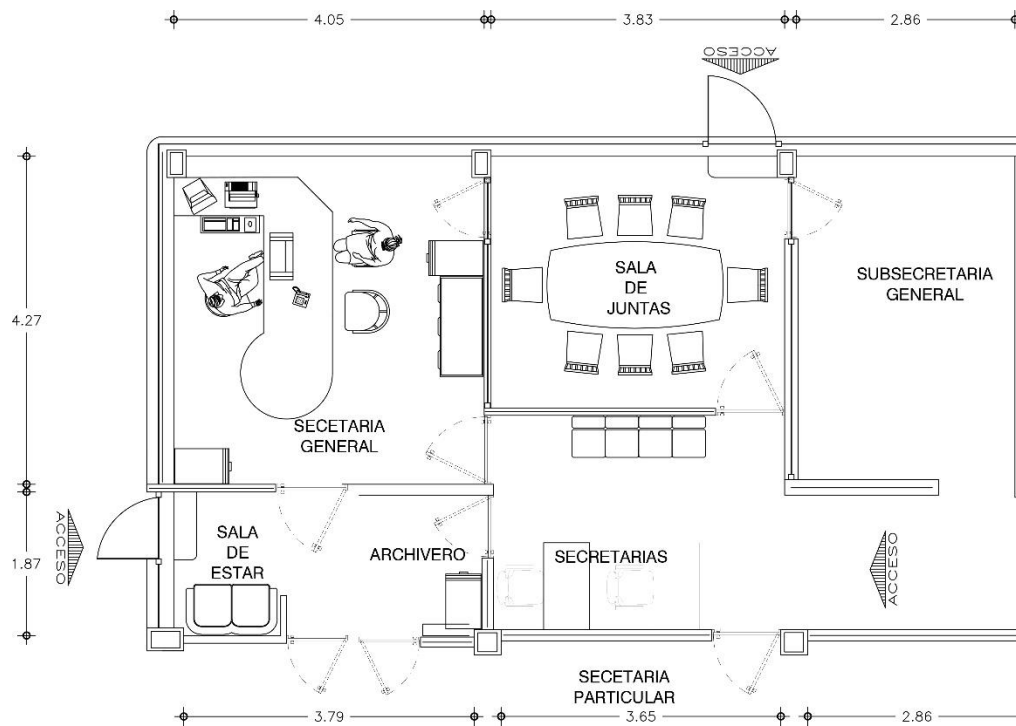 4.05
3.83
2.86
ACCESO
SALA
DE
JUNTAS
SUBSECRETARIA
GENERAL
4.27
SECETARIA
GENERAL
ACCESO
SALA
DE
ESTAR
ARCHIVERO
SECRETARIAS
ACCESO
1.87
SECETARIA
PARTICULAR
3.79
3.65
2.86